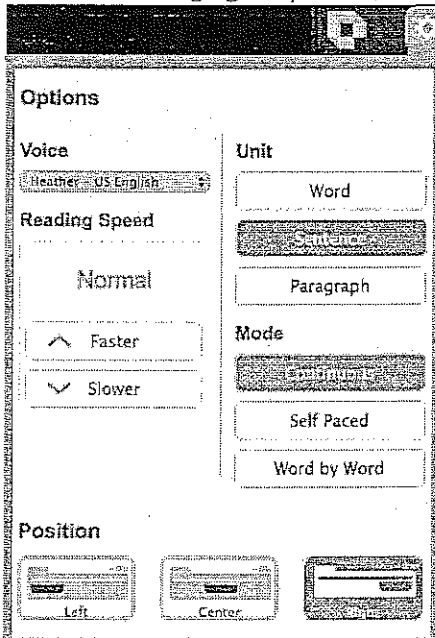 Options
Voice
Heather - US English
Reading Speed
Normal
Faster
Slower
Unit
Word
Sentence
Paragraph
Mode
Self Paced
Word by Word
Position
Left
Center